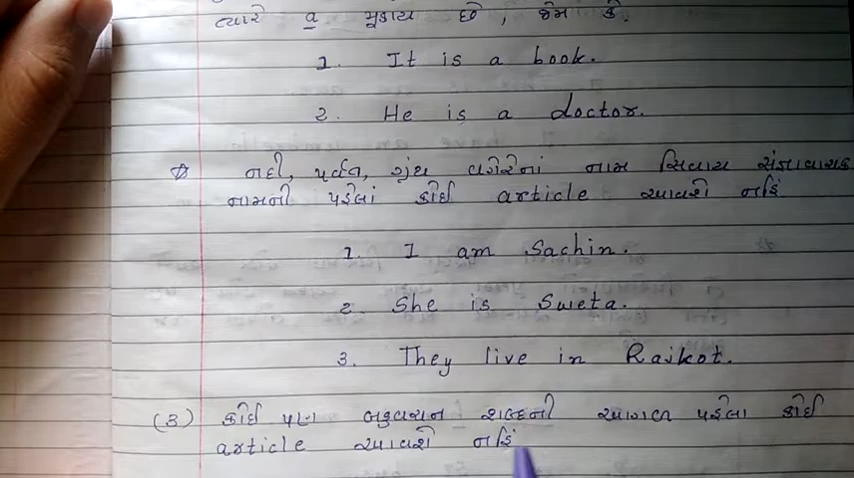 ત્યારે a મૂકાય છે, જેમ કે.
1. It is a book.
2. He is a doctor.
નદી, પર્વત, ગ્રંથ વગેરેનાં નામ સિવાય સંજ્ઞાવાચક
નામની પહેલાં કોઈ article આવશે નહિં
1. I am Sachin.
2. She is Sweta.
3. They live in Rajkot.
(3) કોઈ પણ બહુવચન શબ્દની આગળ પહેલા કોઈ
article આવશે નહિં